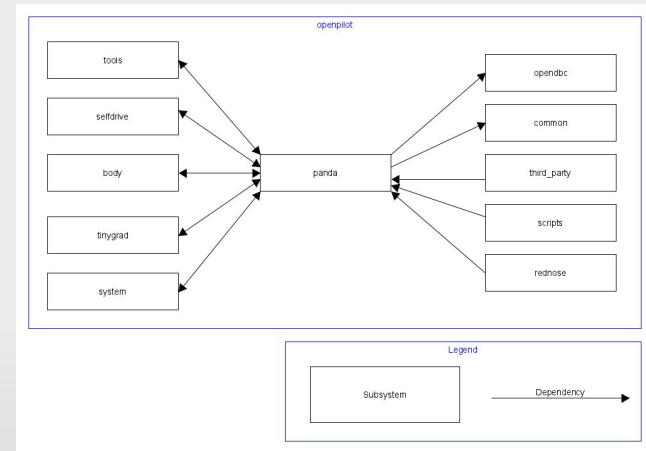 openpilot
tools
selfdrive
body
tinygrad
system
panda
opendbc
common
third_party
scripts
rednose
Legend
Subsystem
Dependency